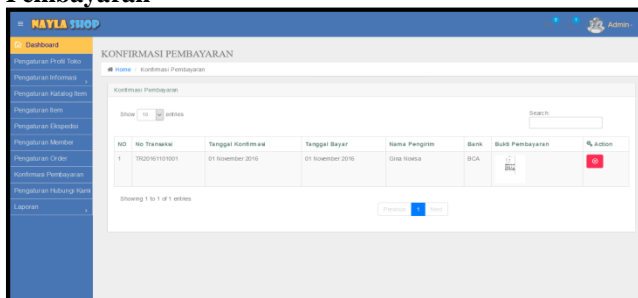 Pembayaran
NAYLA SHOP
Admin
Dashboard
Pengaturan Profil Toko
Pengaturan Informasi
Pengaturan Katalog Item
Pengaturan Item
Pengaturan Ekspedisi
Pengaturan Member
Pengaturan Order
Konfirmasi Pembayaran
Pengaturan Hubungi Kami
Laporan
KONFIRMASI PEMBAYARAN
Home / Konfirmasi Pembayaran
Konfirmasi Pembayaran
Show 10 entries
Search:
NO No Transaksi Tanggal Konfirmasi Tanggal Bayar Nama Pengirim Bank Bukti Pembayaran Action
1 TR20161101001 01 November 2016 01 November 2016 Gina BCA
Showing 1 to 1 of 1 entries
Previous 1 Next